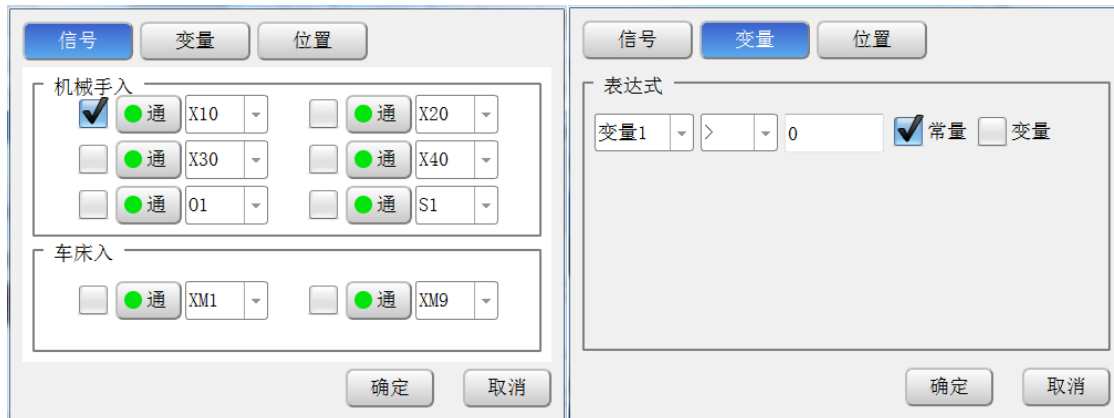 信号 变量 位置
机械手入
通 X10 通 X20
通 X30 通 X40
通 O1 通 S1
车床入
通 XM1 通 XM9
确定 取消
信号 变量 位置
表达式
变量1 > 0 常量 变量
确定 取消